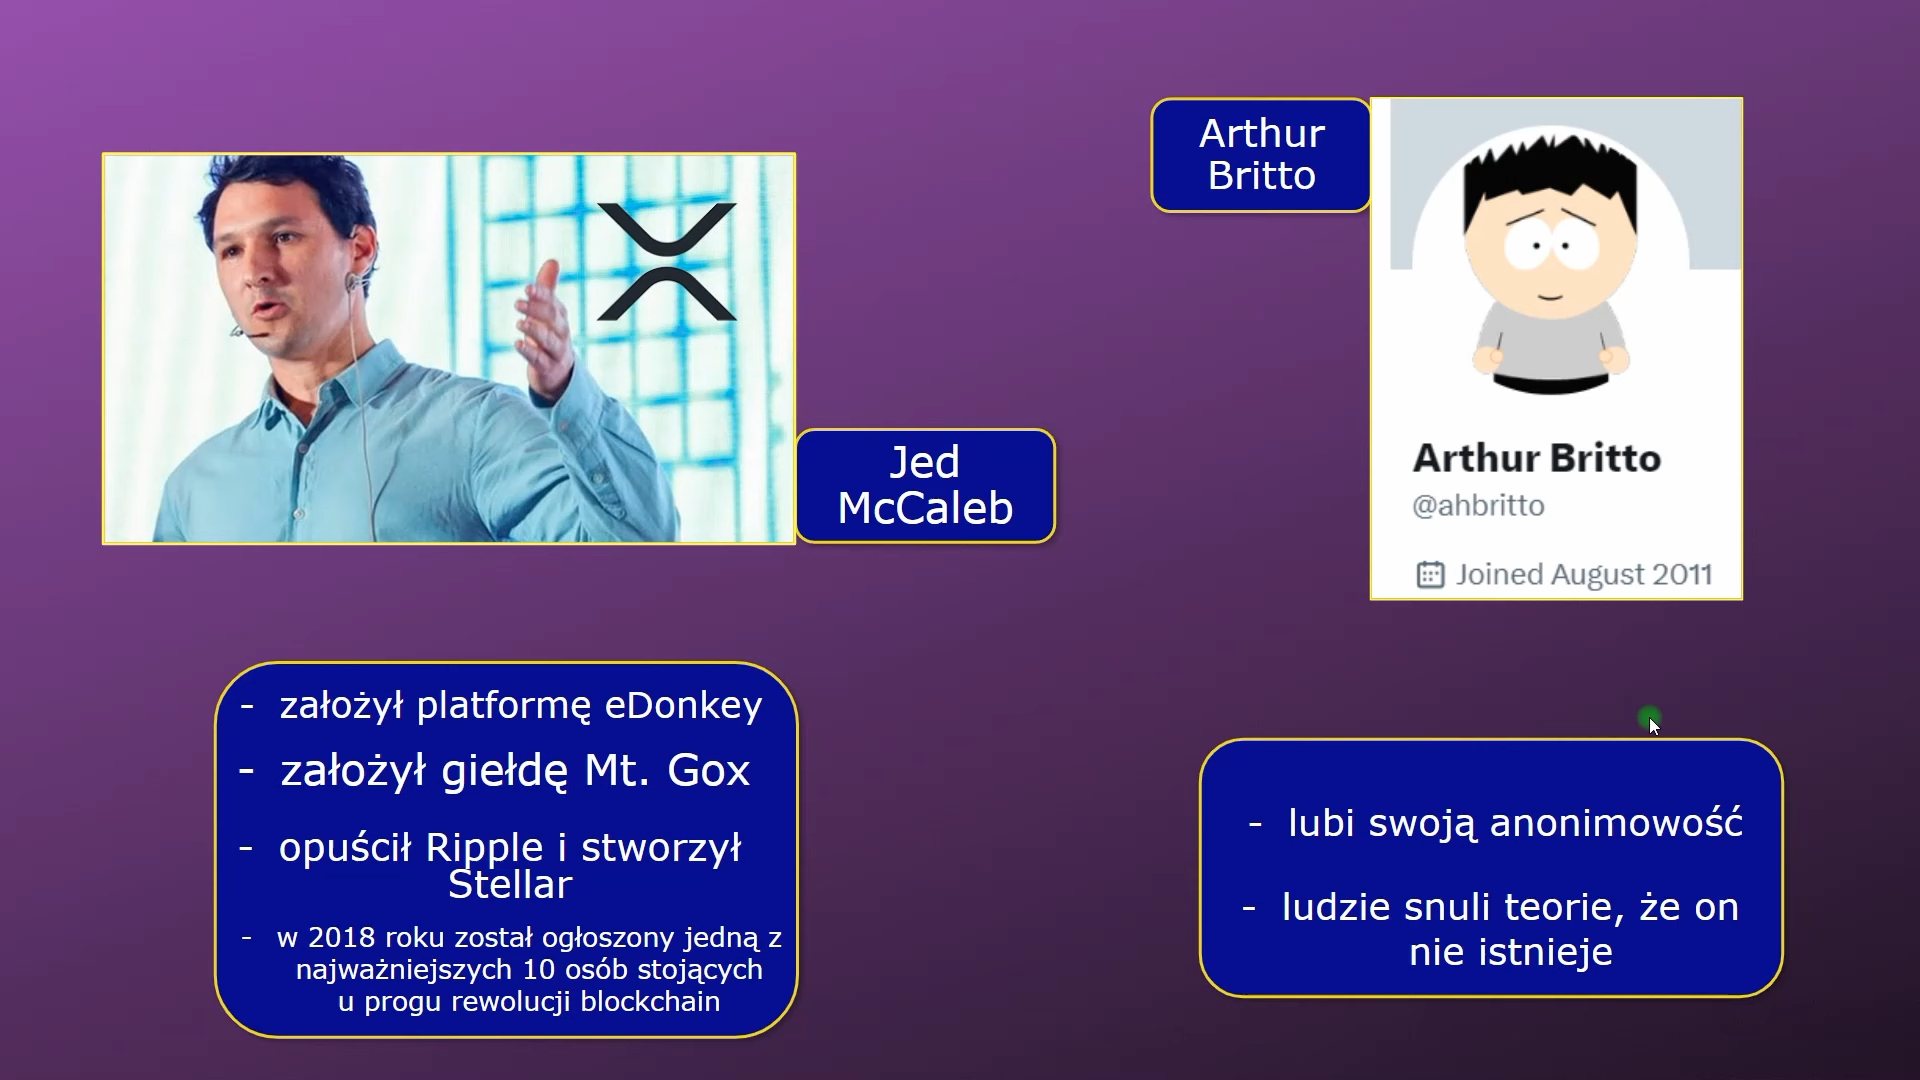 Jed
McCaleb
- założył platformę eDonkey
- założył giełdę Mt. Gox
- opuścił Ripple i stworzył
Stellar
- w 2018 roku został ogłoszony jedną z
najważniejszych 10 osób stojących
u progu rewolucji blockchain
Arthur
Britto
Arthur Britto
@ahbritto
Joined August 2011
- lubi swoją anonimowość
- ludzie snuli teorie, że on
nie istnieje